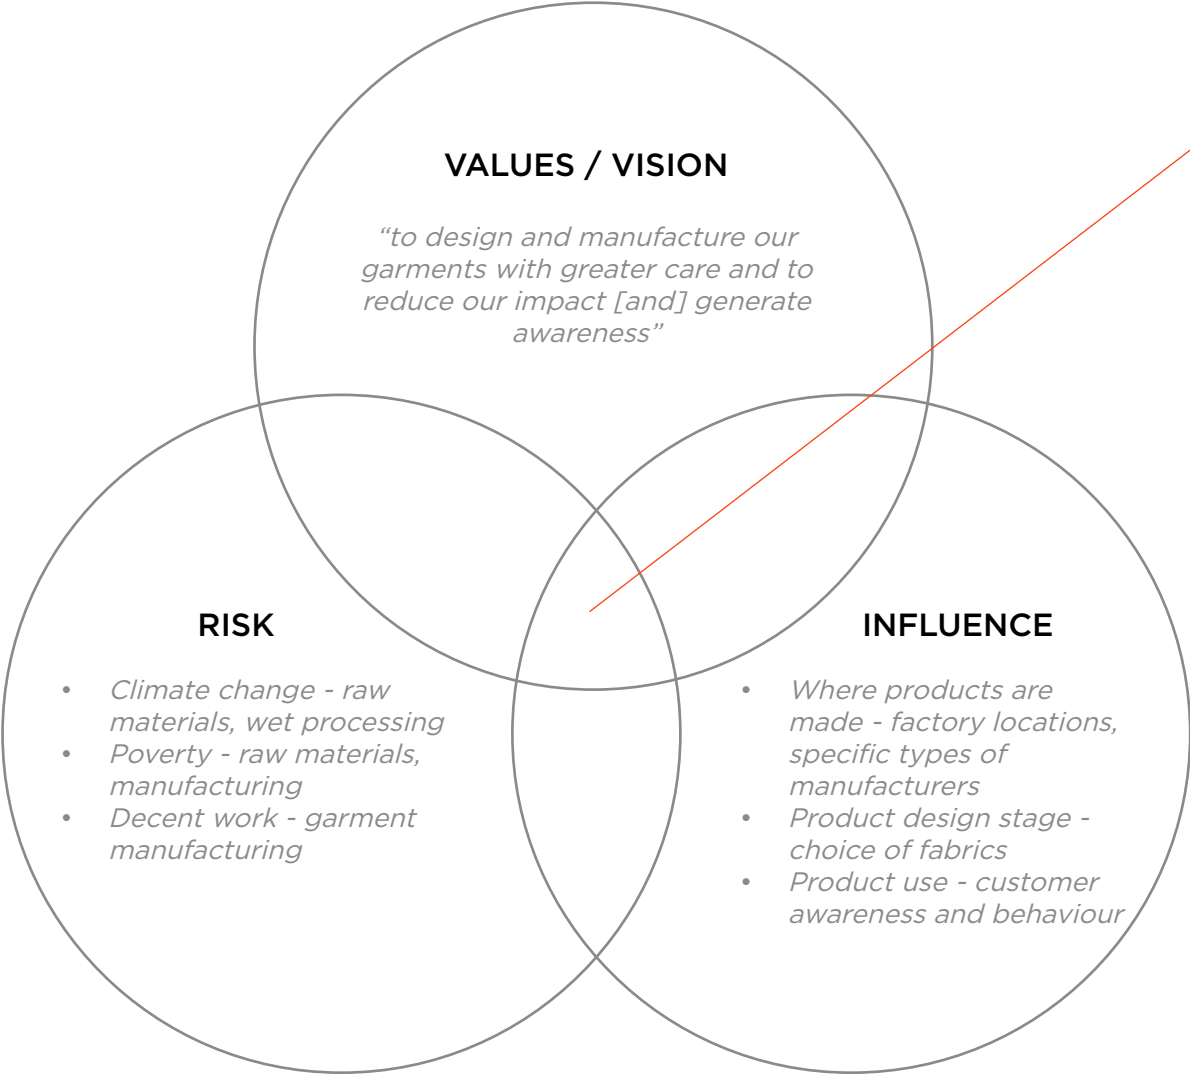 VALUES / VISION
“to design and manufacture our
garments with greater care and to
reduce our impact [and] generate
awareness”
RISK
• Climate change - raw
materials, wet processing
• Poverty - raw materials,
manufacturing
• Decent work - garment
manufacturing
INFLUENCE
• Where products are
made - factory locations,
specific types of
manufacturers
• Product design stage -
choice of fabrics
• Product use - customer
awareness and behaviour